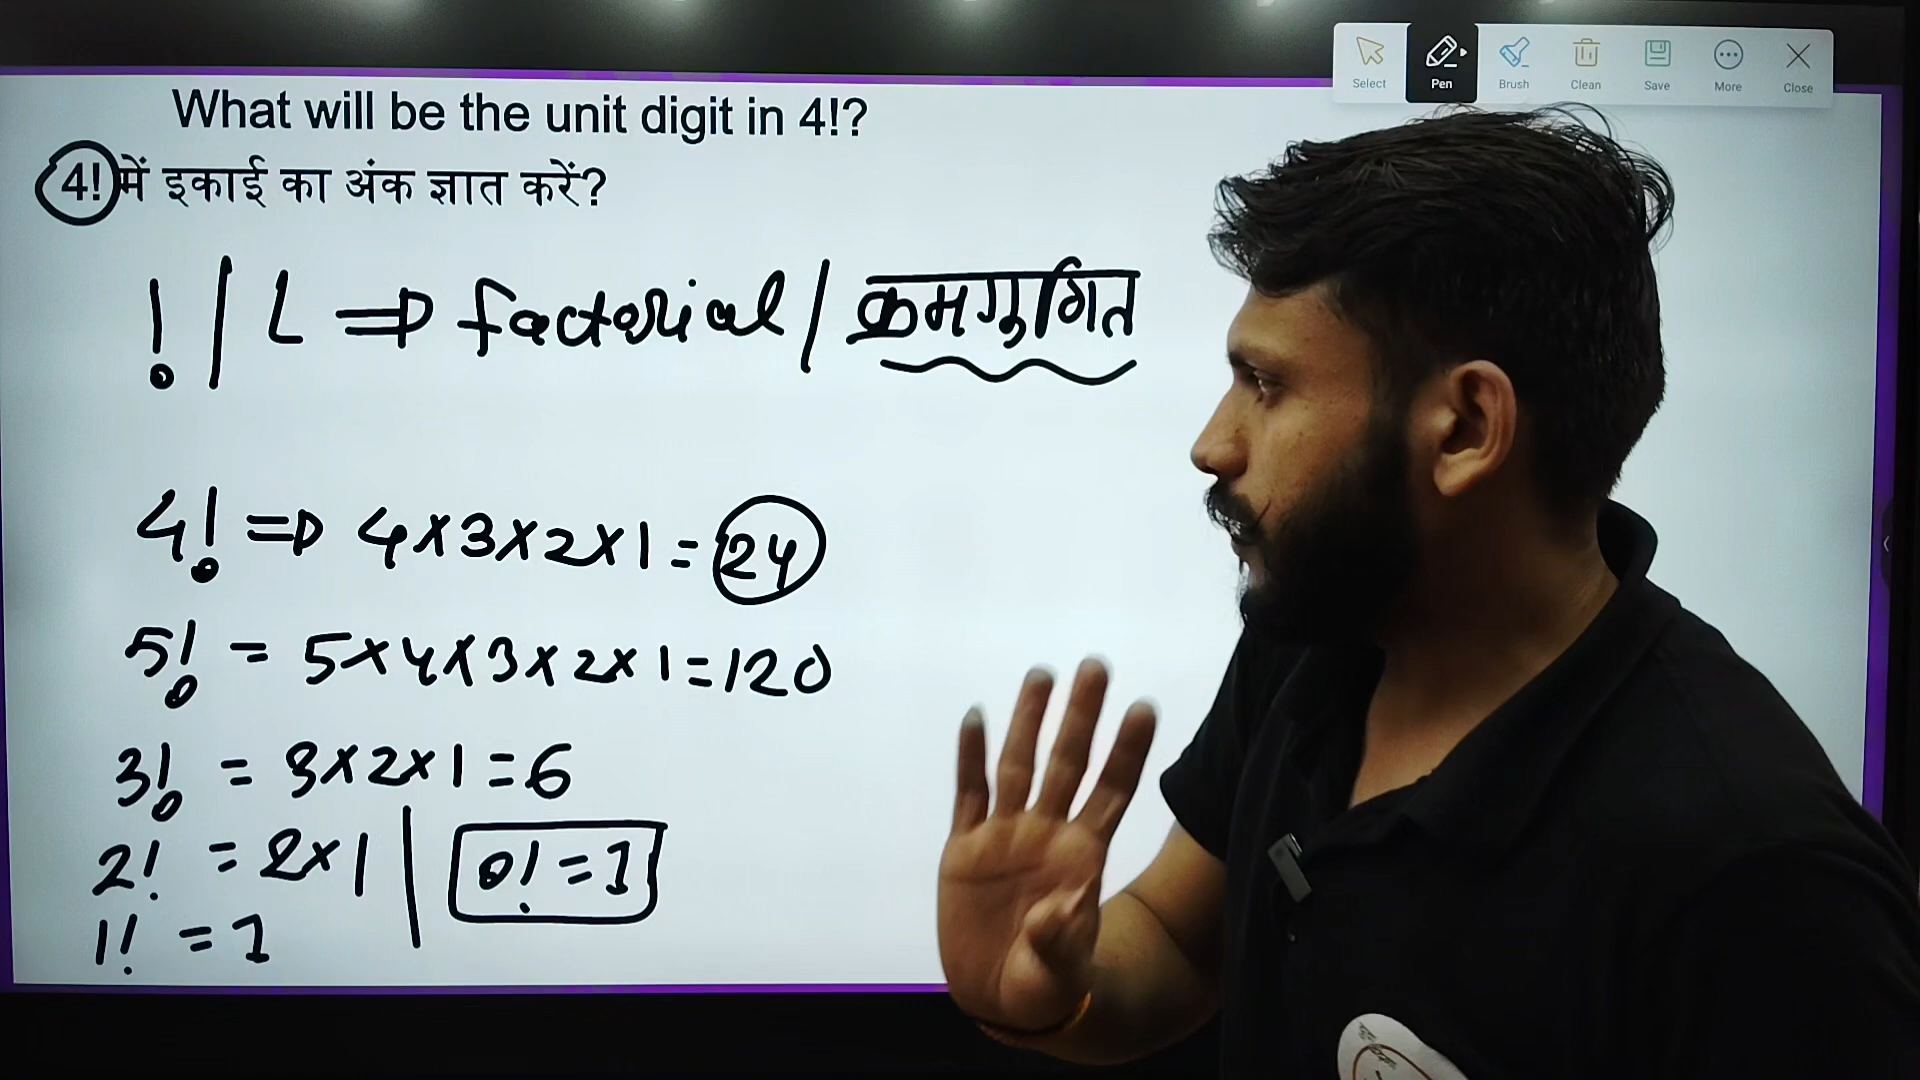 Select Pen Brush Clean Save More Close
What will be the unit digit in 4!?
4! में इकाई का अंक ज्ञात करें?
! / L ⇒ factorial / क्रमगुणित
4! ⇒ 4×3×2×1 = 24
5! = 5×4×3×2×1 = 120
3! = 3×2×1 = 6
2! = 2×1 | 0! = 1
1! = 1